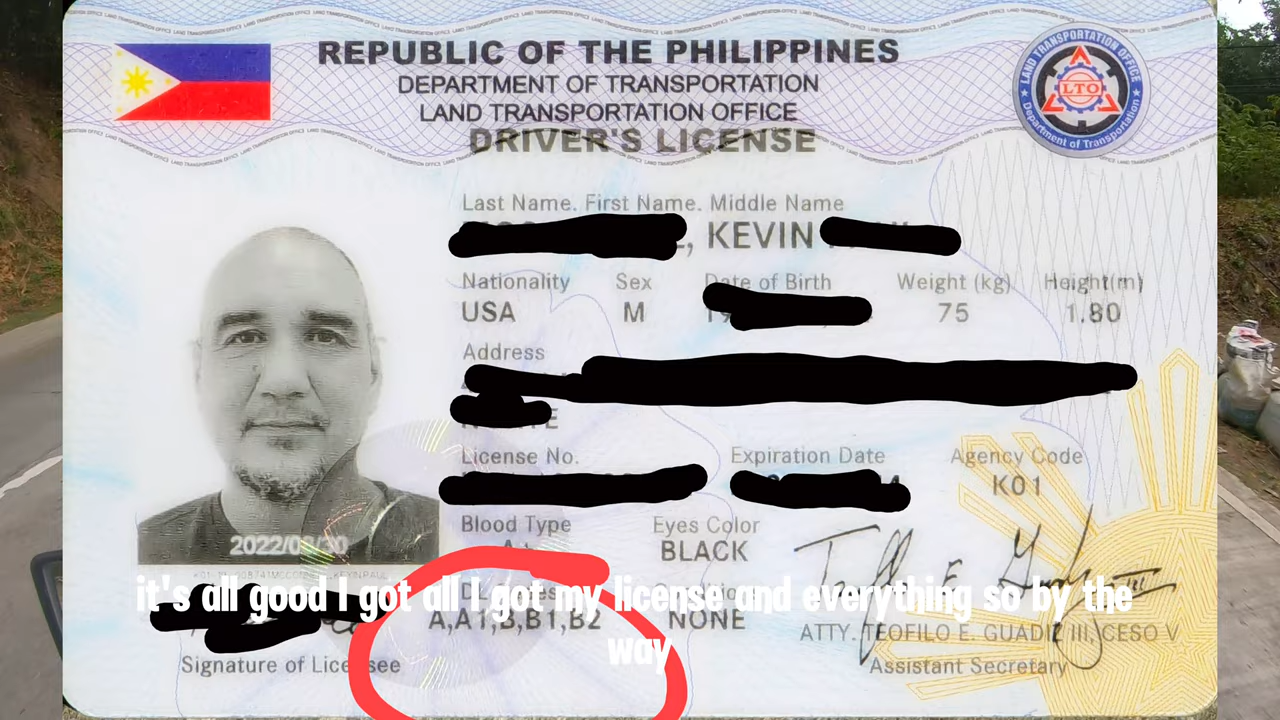 REPUBLIC OF THE PHILIPPINES
DEPARTMENT OF TRANSPORTATION
LAND TRANSPORTATION OFFICE
DRIVER'S LICENSE
LAND TRANSPORTATION OFFICE
LTO
Department of Transportation
Last Name. First Name. Middle Name
KEVIN
Nationality Sex Date of Birth Weight (kg) Height(m)
USA M 75 1.80
Address
License No. Expiration Date Agency Code
K01
Blood Type Eyes Color
BLACK
2022/
it's all good I got all I got my license and everything so by the
way
A,A1,B,B1,B2 NONE
ATTY. TEOFILO E. GUADIZ III, CESO V
Signature of Licensee Assistant Secretary